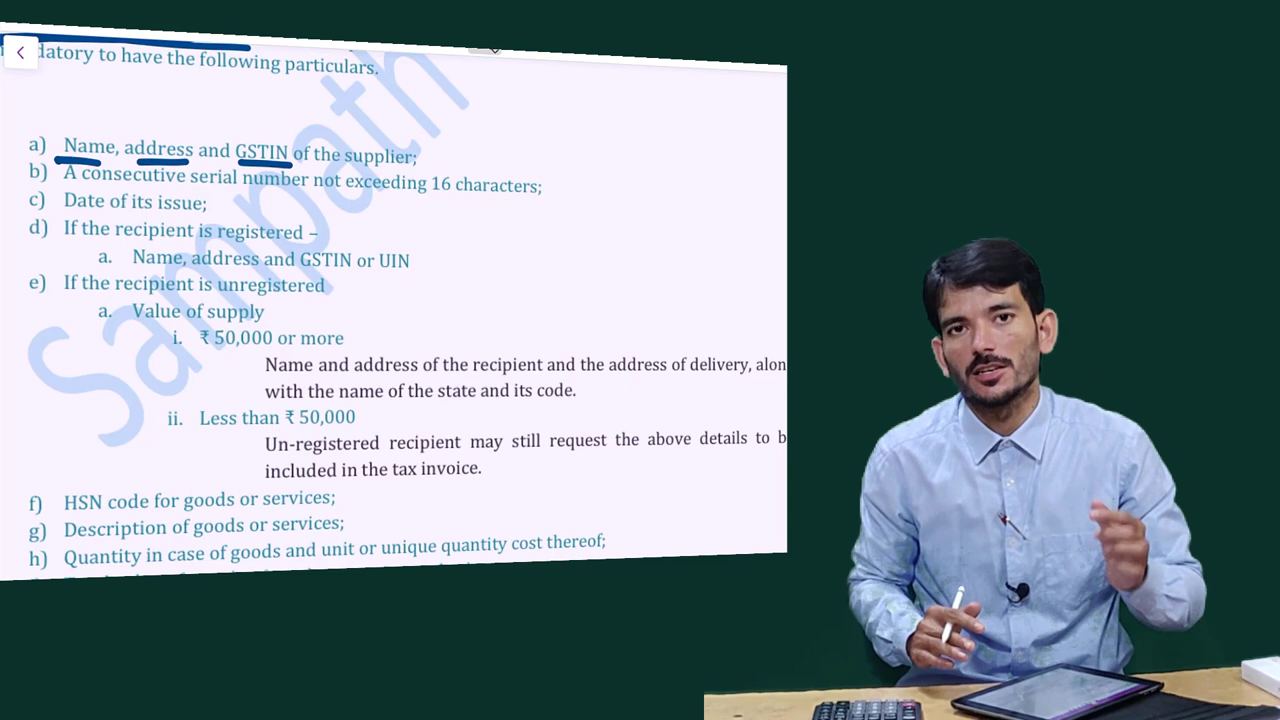 datory to have the following particulars.
a) Name, address and GSTIN of the supplier;
b) A consecutive serial number not exceeding 16 characters;
c) Date of its issue;
d) If the recipient is registered –
a. Name, address and GSTIN or UIN
e) If the recipient is unregistered
a. Value of supply
i. ₹ 50,000 or more
Name and address of the recipient and the address of delivery, alon
with the name of the state and its code.
ii. Less than ₹ 50,000
Un-registered recipient may still request the above details to b
included in the tax invoice.
f) HSN code for goods or services;
g) Description of goods or services;
h) Quantity in case of goods and unit or unique quantity cost thereof;
Sampath